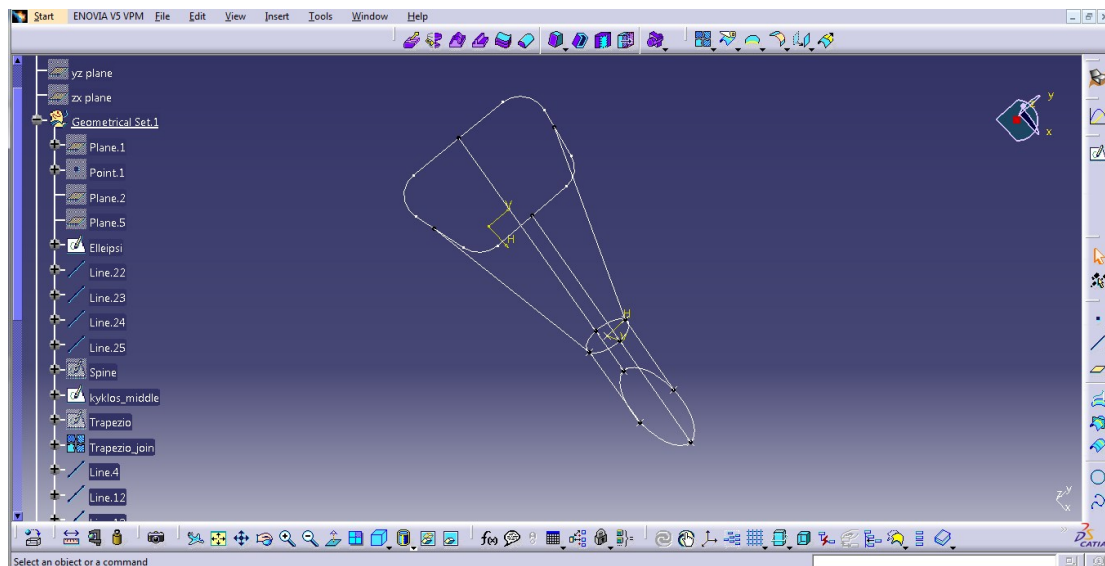 Start ENOVIA V5 VPM File Edit View Insert Tools Window Help
yz plane
zx plane
Geometrical Set.1
Plane.1
Point.1
Plane.2
Plane.5
Elleipsi
Line.22
Line.23
Line.24
Line.25
Spine
kyklos_middle
Trapezio
Trapezio_join
Line.4
Line.12
y
x
V
H
H
V
z y
x
f(x)
CATIA
Select an object or a command